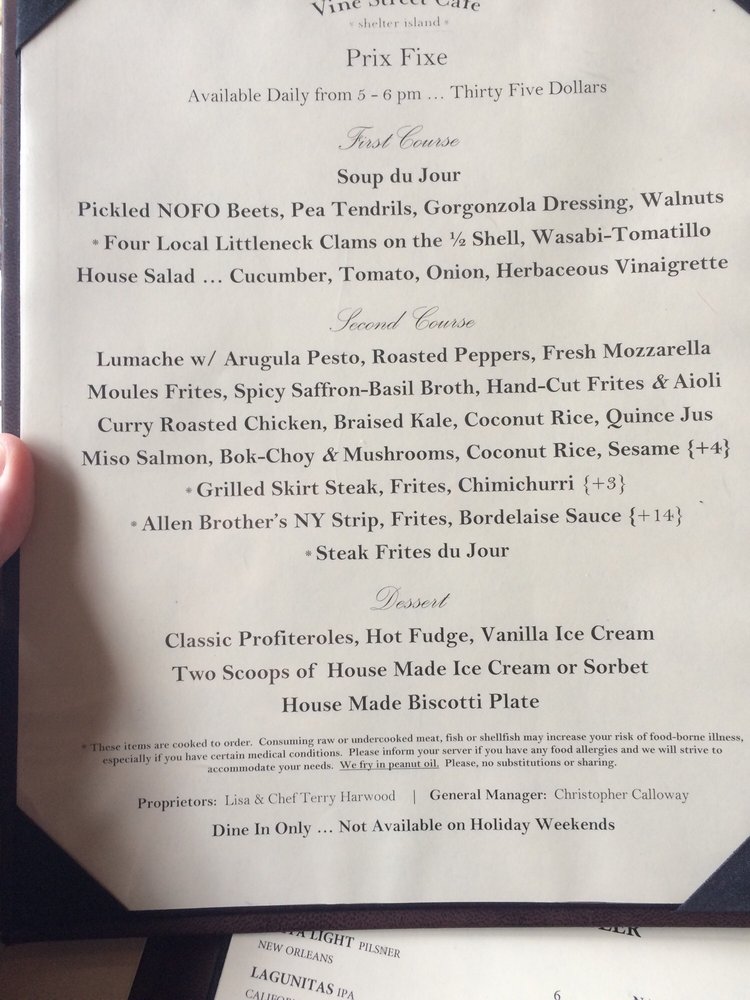 Vine Street Café
* shelter island *
Prix Fixe
Available Daily from 5 - 6 pm ... Thirty Five Dollars
First Course
Soup du Jour
Pickled NOFO Beets, Pea Tendrils, Gorgonzola Dressing, Walnuts
* Four Local Littleneck Clams on the ½ Shell, Wasabi-Tomatillo
House Salad ... Cucumber, Tomato, Onion, Herbaceous Vinaigrette
Second Course
Lumache w/ Arugula Pesto, Roasted Peppers, Fresh Mozzarella
Moules Frites, Spicy Saffron-Basil Broth, Hand-Cut Frites & Aioli
Curry Roasted Chicken, Braised Kale, Coconut Rice, Quince Jus
Miso Salmon, Bok-Choy & Mushrooms, Coconut Rice, Sesame {+4}
* Grilled Skirt Steak, Frites, Chimichurri {+3}
* Allen Brother's NY Strip, Frites, Bordelaise Sauce {+14}
* Steak Frites du Jour
Dessert
Classic Profiteroles, Hot Fudge, Vanilla Ice Cream
Two Scoops of House Made Ice Cream or Sorbet
House Made Biscotti Plate
* These items are cooked to order. Consuming raw or undercooked meat, fish or shellfish may increase your risk of food-borne illness,
especially if you have certain medical conditions. Please inform your server if you have any food allergies and we will strive to
accommodate your needs. We fry in peanut oil. Please, no substitutions or sharing.
Proprietors: Lisa & Chef Terry Harwood | General Manager: Christopher Calloway
Dine In Only ... Not Available on Holiday Weekends
LIGHT PILSNER
NEW ORLEANS
LAGUNITAS IPA
6